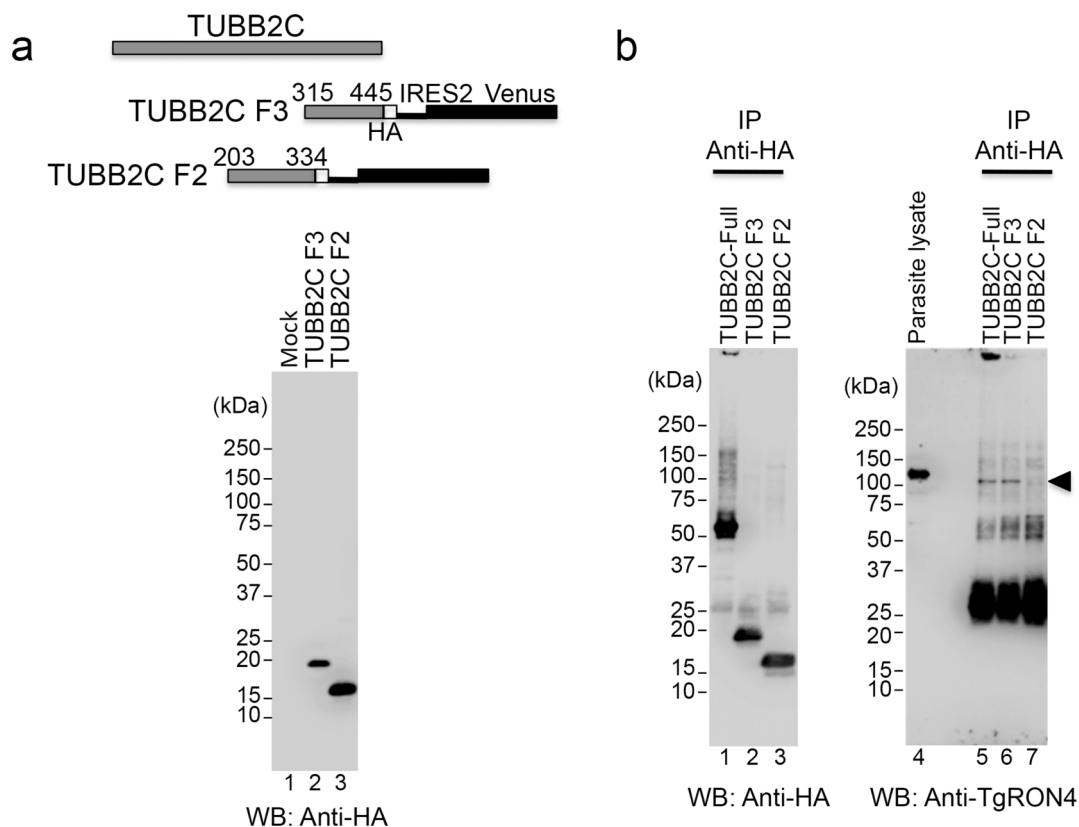 a
TUBB2C
TUBB2C F3
315 445 IRES2 Venus
HA
TUBB2C F2
203 334
Mock
TUBB2C F3
TUBB2C F2
(kDa)
250
150
100
75
50
37
25
20
15
10
1 2 3
WB: Anti-HA
b
IP
Anti-HA
TUBB2C-Full
TUBB2C F3
TUBB2C F2
(kDa)
250
150
100
75
50
37
25
20
15
10
1 2 3
WB: Anti-HA
IP
Anti-HA
Parasite lysate
TUBB2C-Full
TUBB2C F3
TUBB2C F2
(kDa)
250
150
100
75
50
37
25
20
15
10
4 5 6 7
WB: Anti-TgRON4